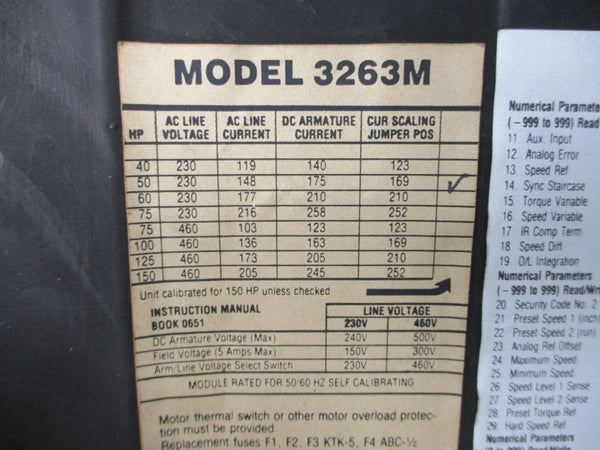 MODEL 3263M
HP AC LINE VOLTAGE AC LINE CURRENT DC ARMATURE CURRENT CUR SCALING JUMPER POS
40 230 119 140 123
50 230 148 175 169 ✓
60 230 177 210 210
75 230 216 258 252
75 460 103 123 123
100 460 136 163 169
125 460 173 205 210
150 460 205 245 252
Unit calibrated for 150 HP unless checked
INSTRUCTION MANUAL
BOOK 0651
LINE VOLTAGE
230V 460V
DC Armature Voltage (Max) 240V 500V
Field Voltage (5 Amps Max) 150V 300V
Arm/Line Voltage Select Switch 230V 460V
MODULE RATED FOR 50/60 HZ SELF CALIBRATING
Motor thermal switch or other motor overload protec-
tion must be provided.
Replacement fuses F1, F2, F3 KTK-5, F4 ABC-½
Numerical Paramete
(- 999 to 999) Read
11 Aux. Input
12. Analog Error
13. Speed Ref
14. Sync Staircase
15 Torque Variable
16 Speed Variable
17 IR Comp Term
18 Speed Diff
19 O/L Integration
Numerical Parameters
(- 999 to 999) Read/Wri
20 Security Code No. 2
21 Preset Speed 1 (inch)
22 Preset Speed 2 (run)
23 Analog Ref Offset
24 Maximum Speed
25 Minimum Speed
26 Speed Level 1 Sense
27 Speed Level 2 Sense
28 Preset Torque Ref
29. Hard Speed Ref
Numerical Parameters